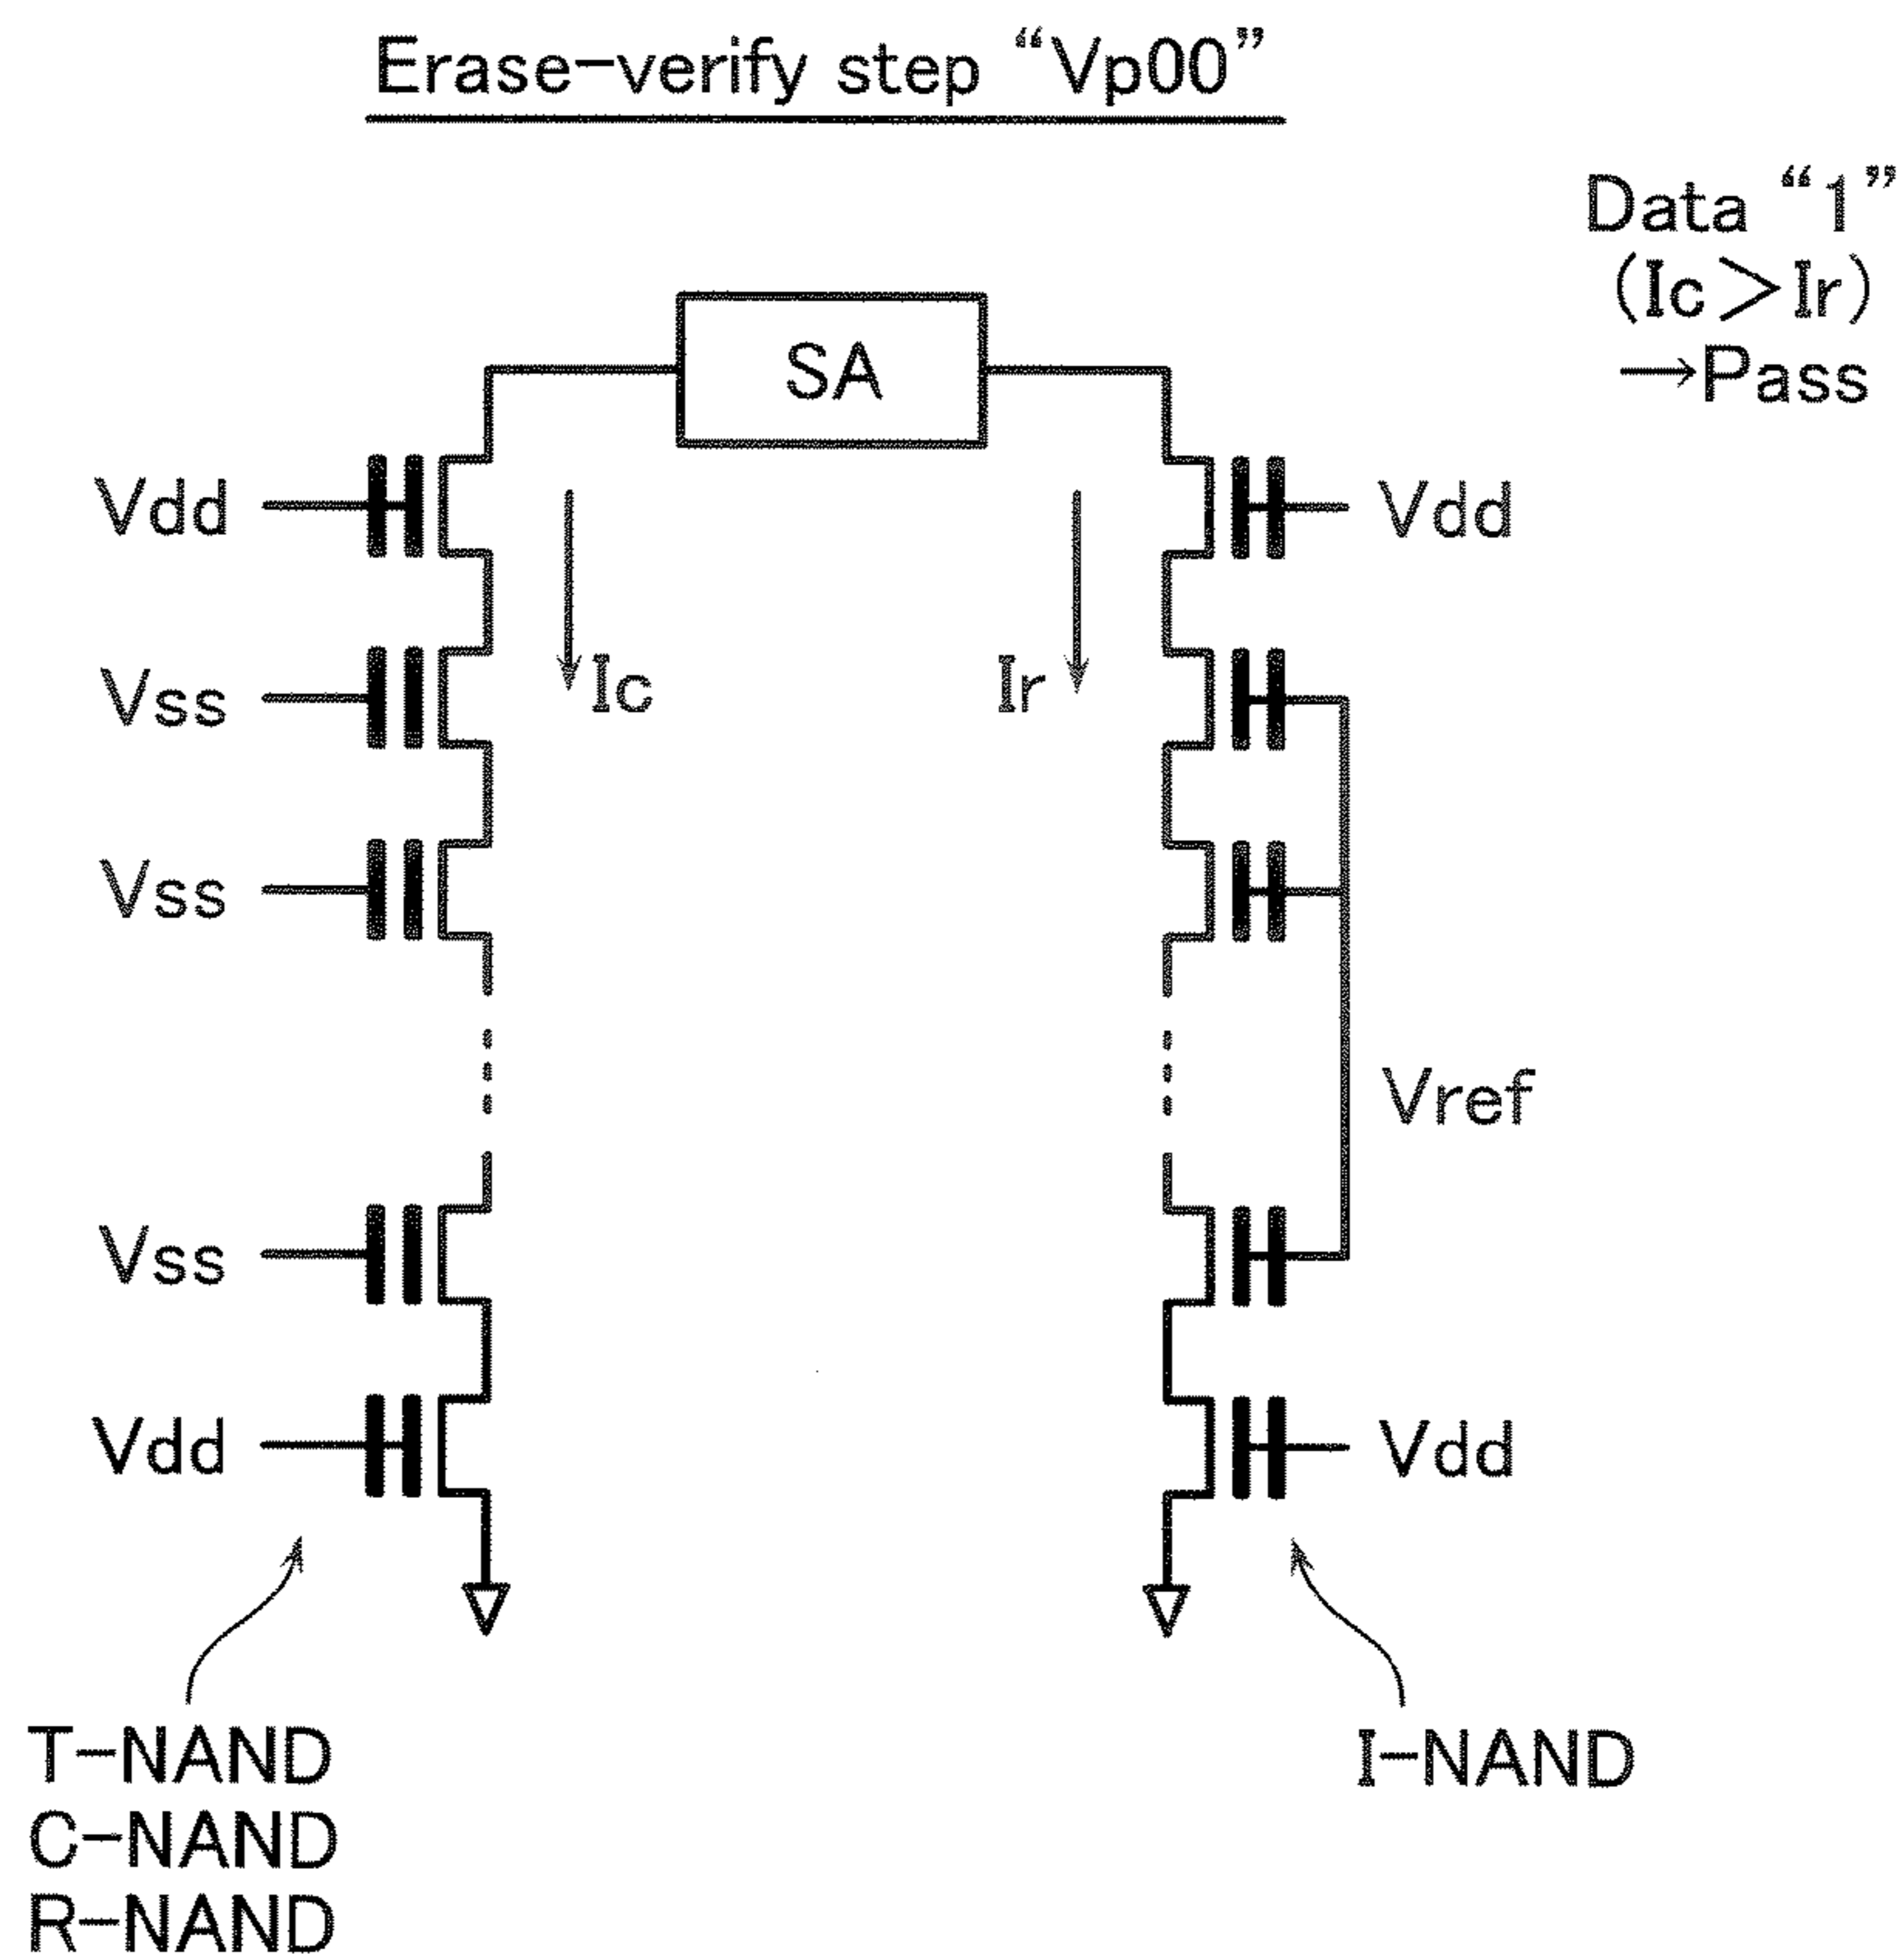 Erase-verify step “Vp00”
Data “1”
(Ic>Ir)
→Pass
SA
Vdd
Vdd
Vss
Ic
Ir
Vss
Vref
Vss
Vdd
Vdd
T-NAND
C-NAND
R-NAND
I-NAND